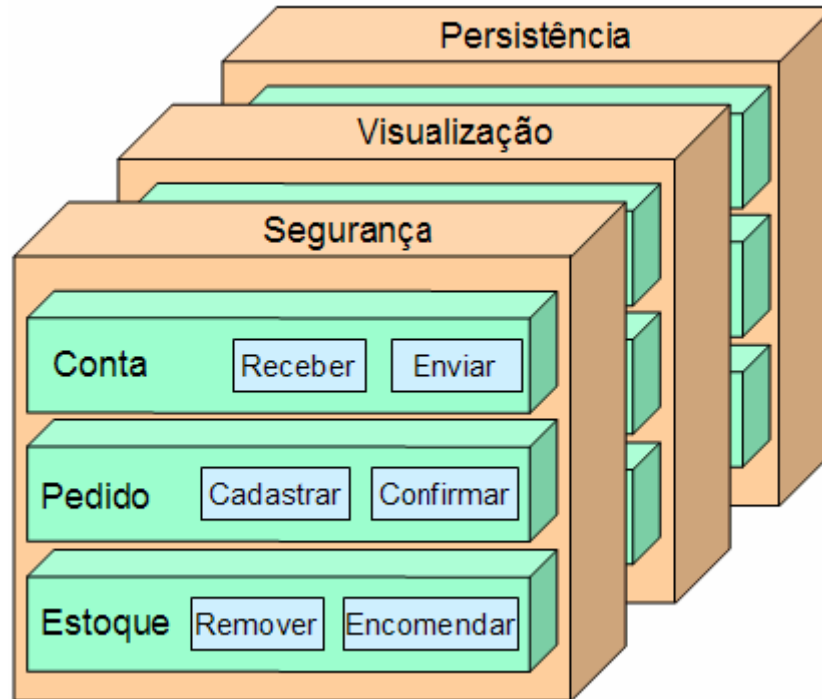 Persistência
Visualização
Segurança
Conta Receber Enviar
Pedido Cadastrar Confirmar
Estoque Remover Encomendar